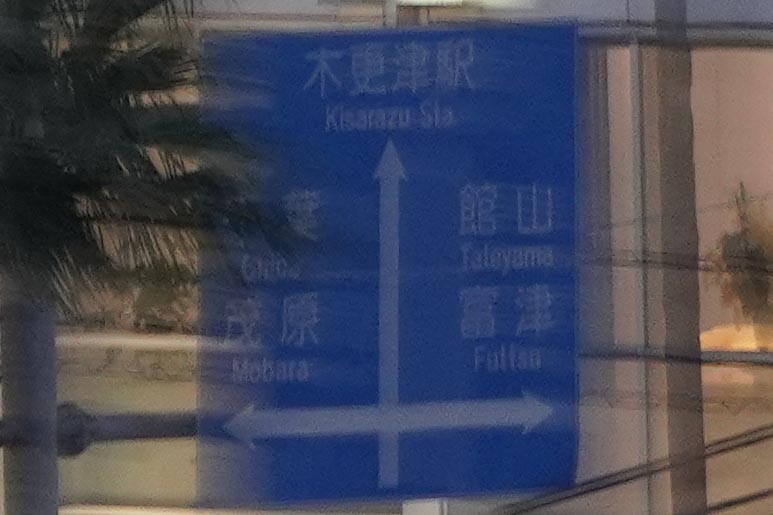 木更津駅
Kisarazu Sta
館山
Tateyama
茂原
Mobara
富津
Futtsu